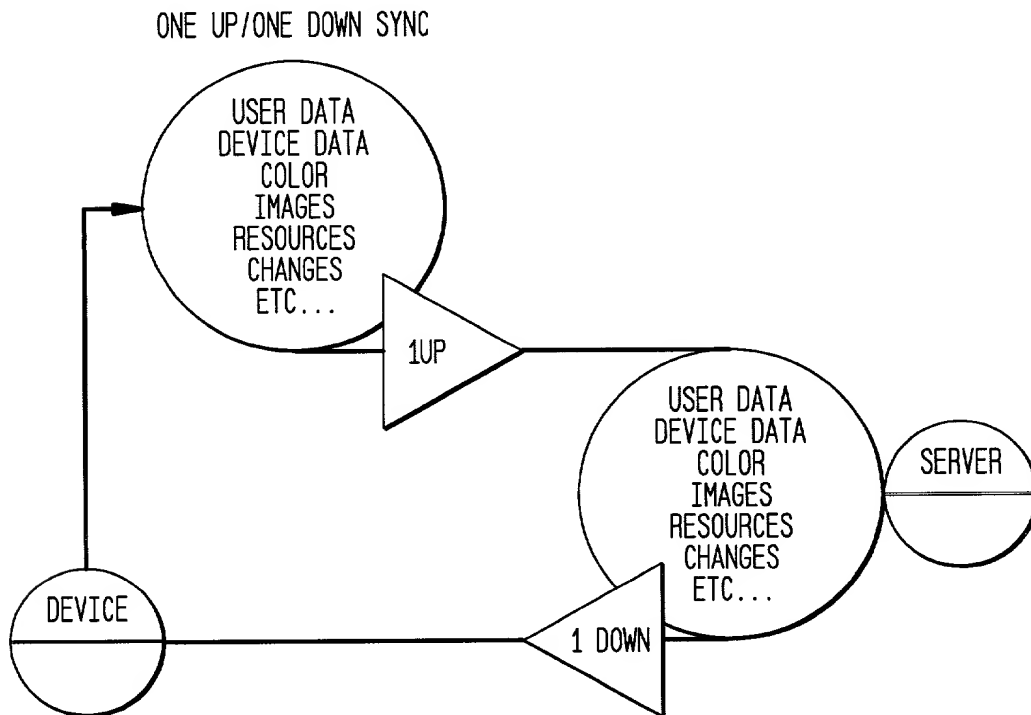 ONE UP/ONE DOWN SYNC
USER DATA
DEVICE DATA
COLOR
IMAGES
RESOURCES
CHANGES
ETC...
1UP
USER DATA
DEVICE DATA
COLOR
IMAGES
RESOURCES
CHANGES
ETC...
SERVER
DEVICE
1 DOWN